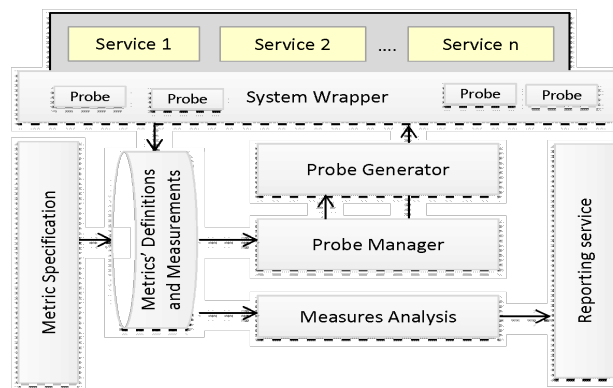 Service 1
Service 2
....
Service n
Probe
Probe
System Wrapper
Probe
Probe
Metric Specification
Metrics' Definitions
and Measurements
Probe Generator
Probe Manager
Measures Analysis
Reporting service